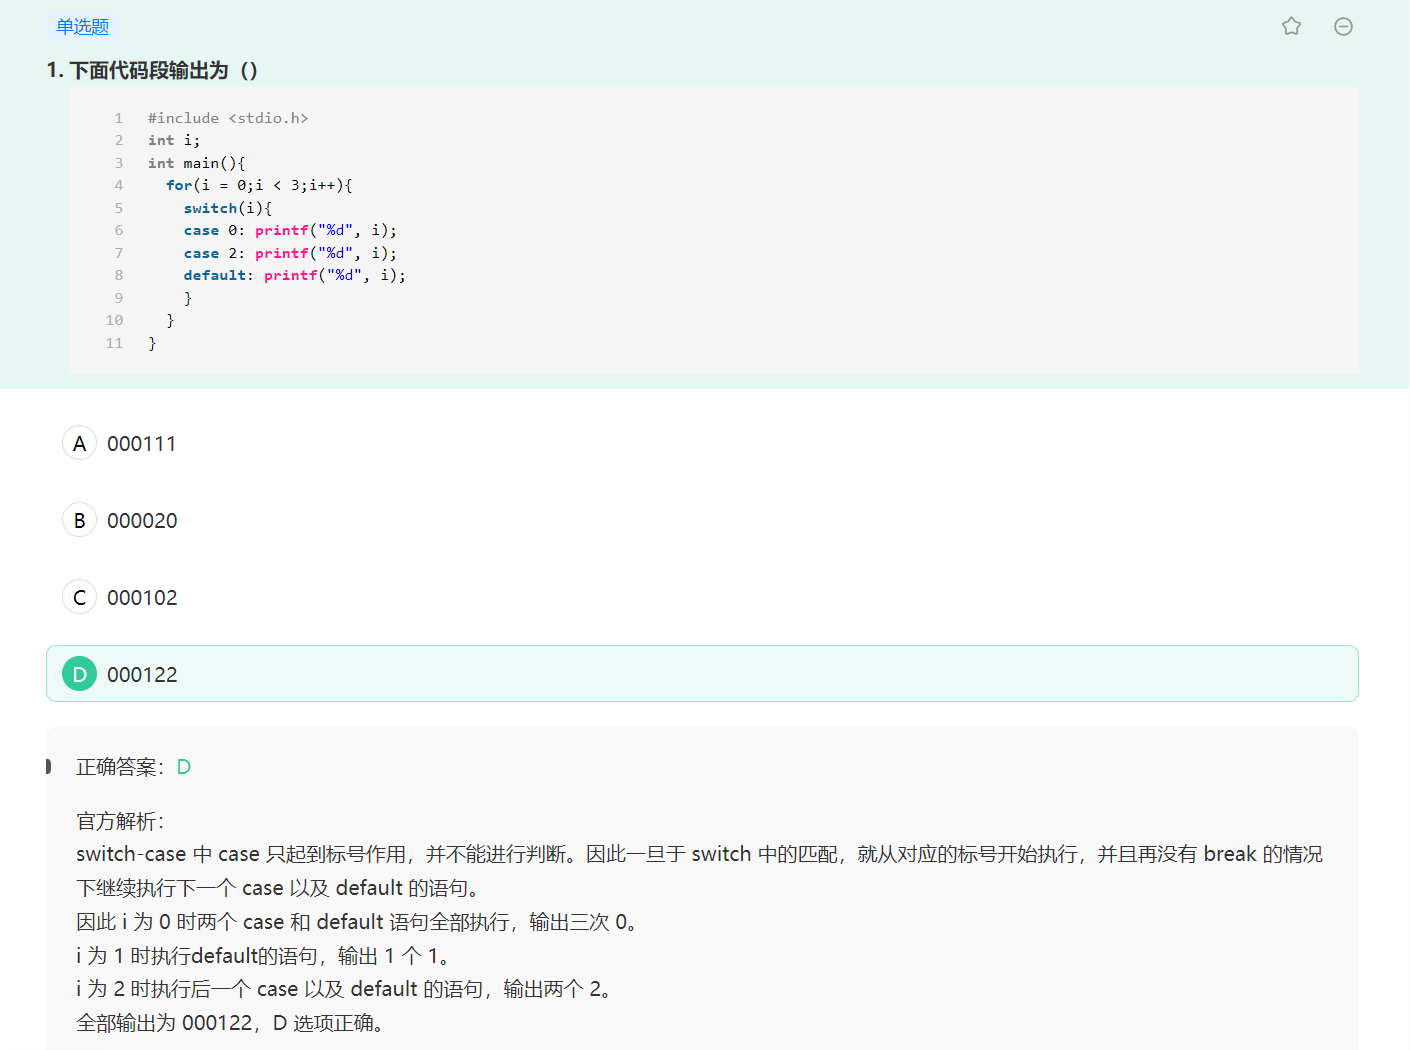 单选题
1. 下面代码段输出为（）
1 #include <stdio.h>
2 int i;
3 int main(){
4 for(i = 0;i < 3;i++){
5 switch(i){
6 case 0: printf("%d", i);
7 case 2: printf("%d", i);
8 default: printf("%d", i);
9 }
10 }
11 }
A 000111
B 000020
C 000102
D 000122
正确答案：D
官方解析：
switch-case 中 case 只起到标号作用，并不能进行判断。因此一旦于 switch 中的匹配，就从对应的标号开始执行，并且再没有 break 的情况
下继续执行下一个 case 以及 default 的语句。
因此 i 为 0 时两个 case 和 default 语句全部执行，输出三次 0。
i 为 1 时执行default的语句，输出 1 个 1。
i 为 2 时执行后一个 case 以及 default 的语句，输出两个 2。
全部输出为 000122，D 选项正确。